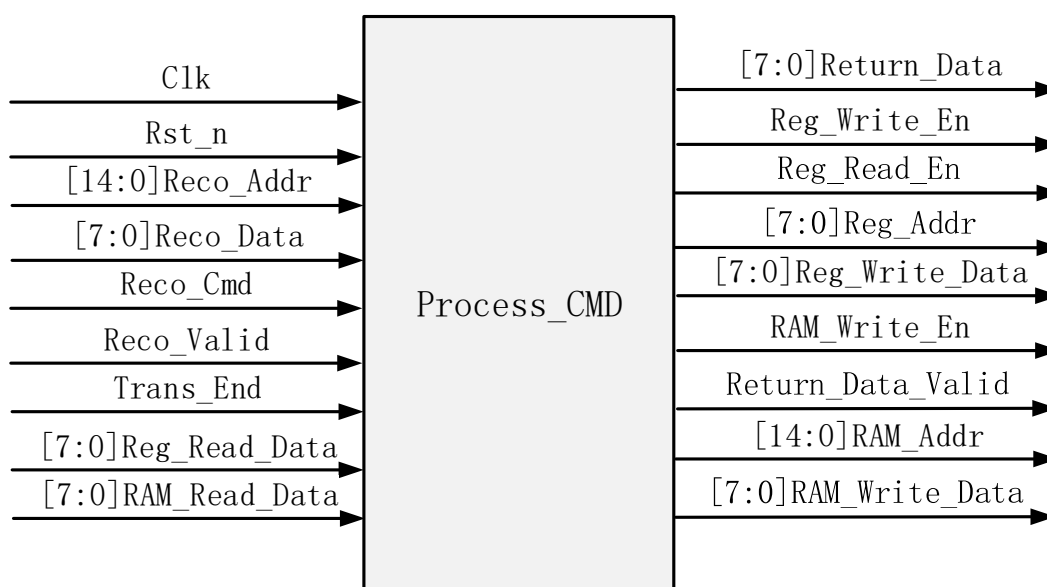 Clk
Rst_n
[14:0]Reco_Addr
[7:0]Reco_Data
Reco_Cmd
Reco_Valid
Trans_End
[7:0]Reg_Read_Data
[7:0]RAM_Read_Data
Process_CMD
[7:0]Return_Data
Reg_Write_En
Reg_Read_En
[7:0]Reg_Addr
[7:0]Reg_Write_Data
RAM_Write_En
Return_Data_Valid
[14:0]RAM_Addr
[7:0]RAM_Write_Data